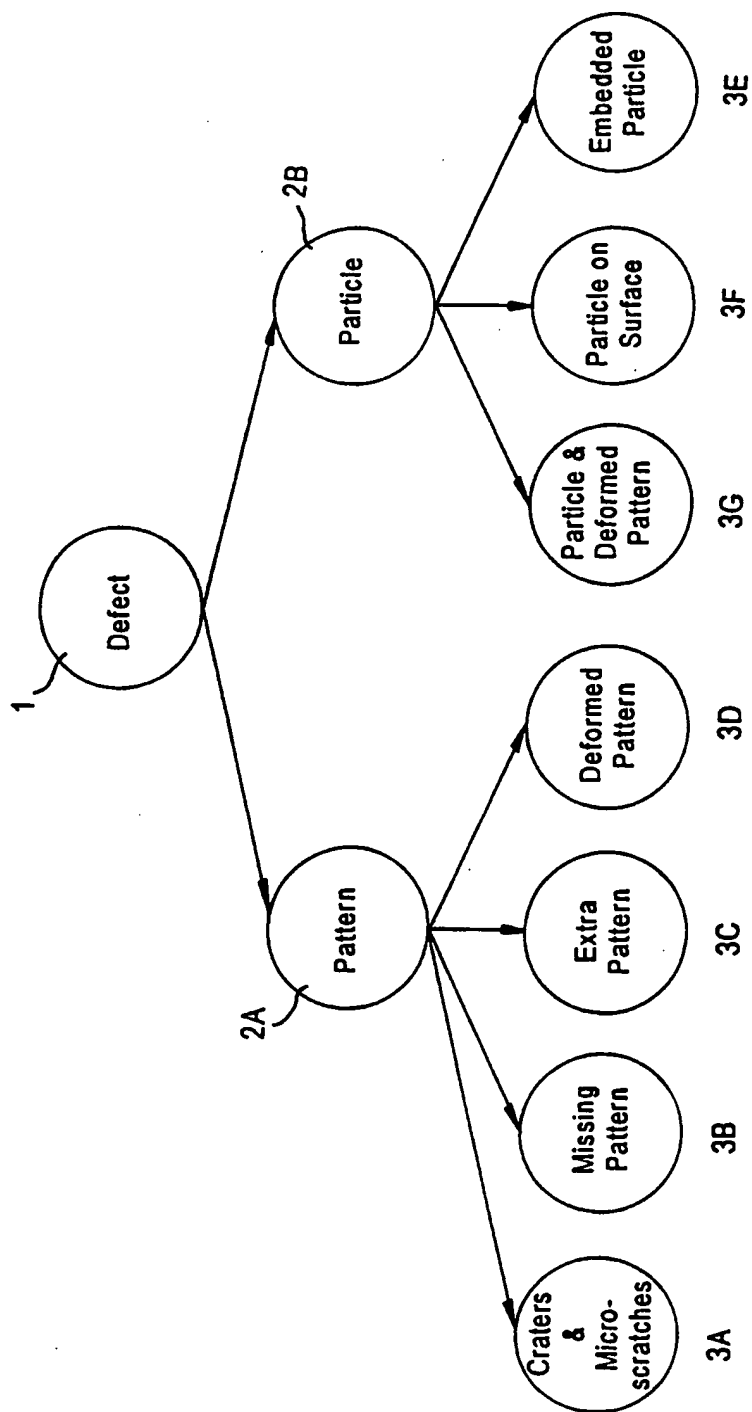 1
Defect
2A
Pattern
2B
Particle
Craters
&
Micro-
scratches
Missing
Pattern
Extra
Pattern
Deformed
Pattern
Particle &
Deformed
Pattern
Particle on
Surface
Embedded
Particle
3A
3B
3C
3D
3G
3F
3E